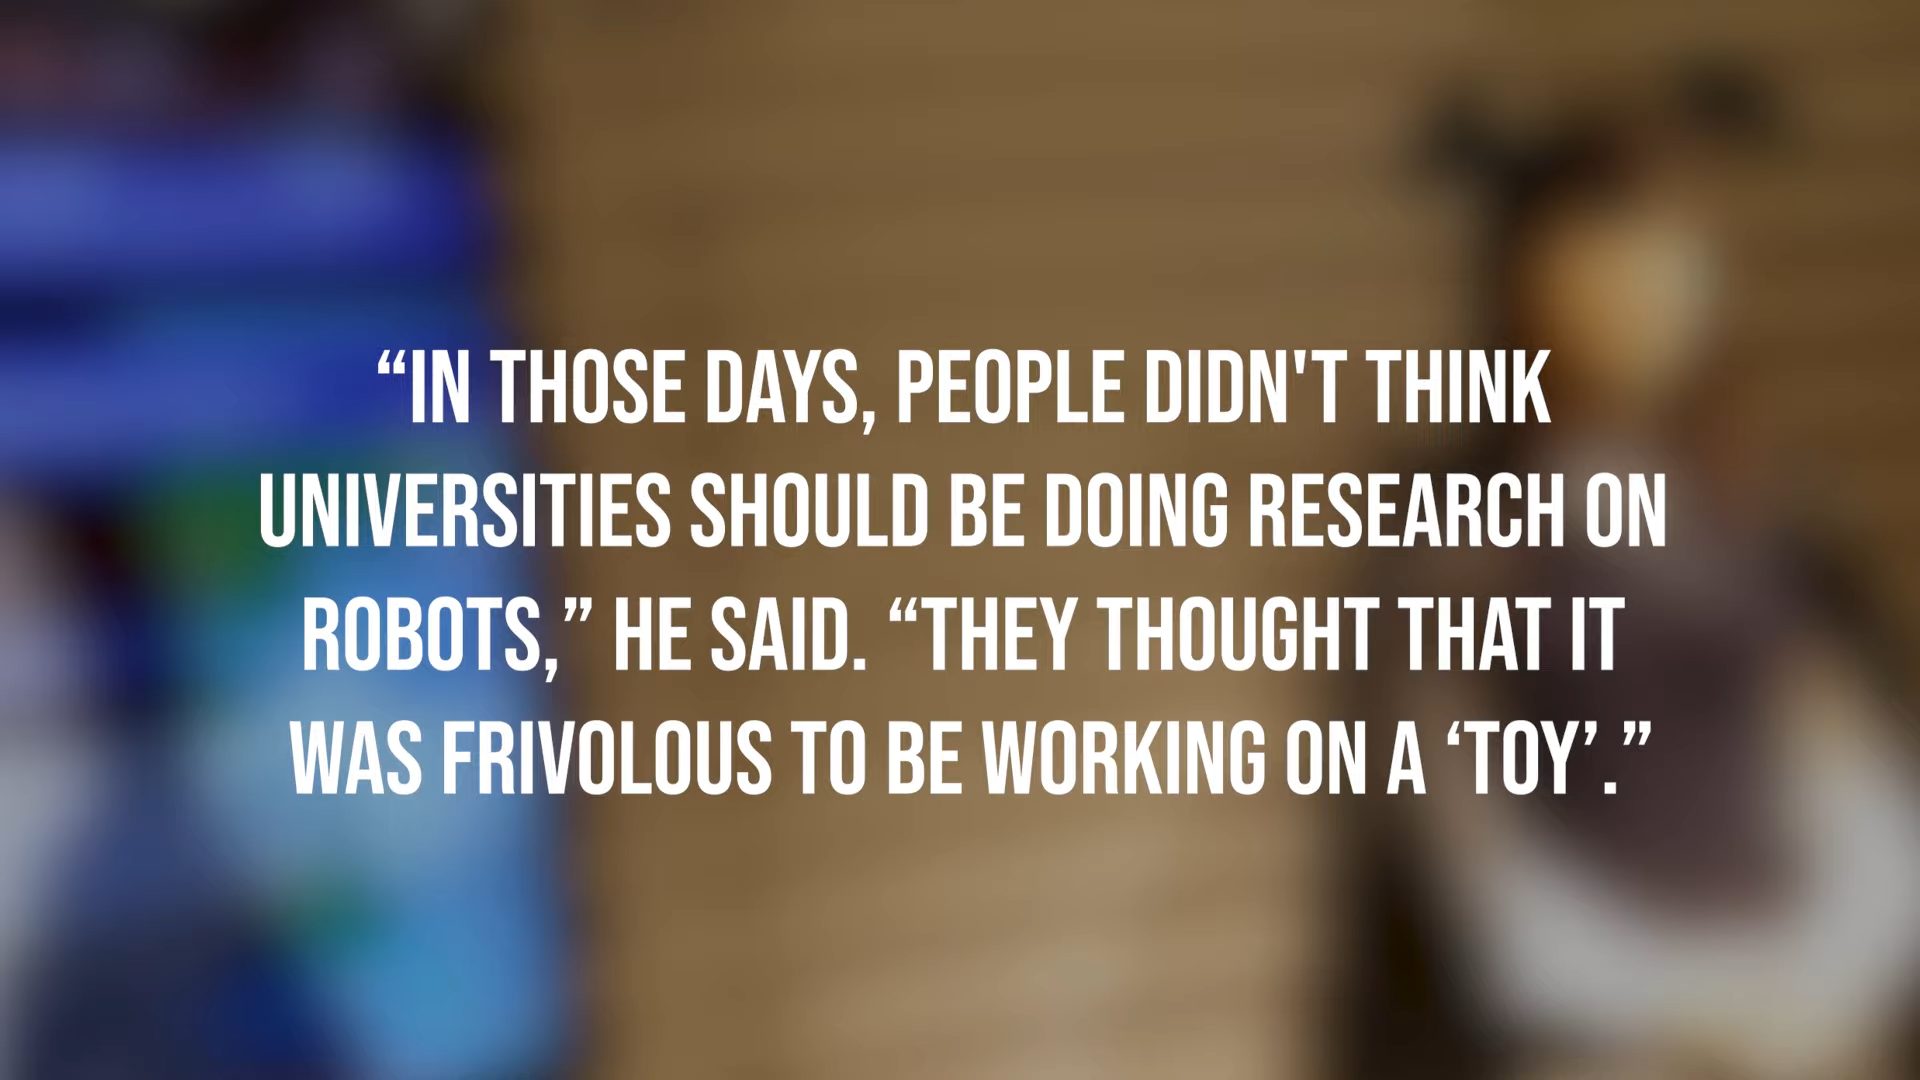 “IN THOSE DAYS, PEOPLE DIDN'T THINK
UNIVERSITIES SHOULD BE DOING RESEARCH ON
ROBOTS,” HE SAID. “THEY THOUGHT THAT IT
WAS FRIVOLOUS TO BE WORKING ON A ‘TOY’.”